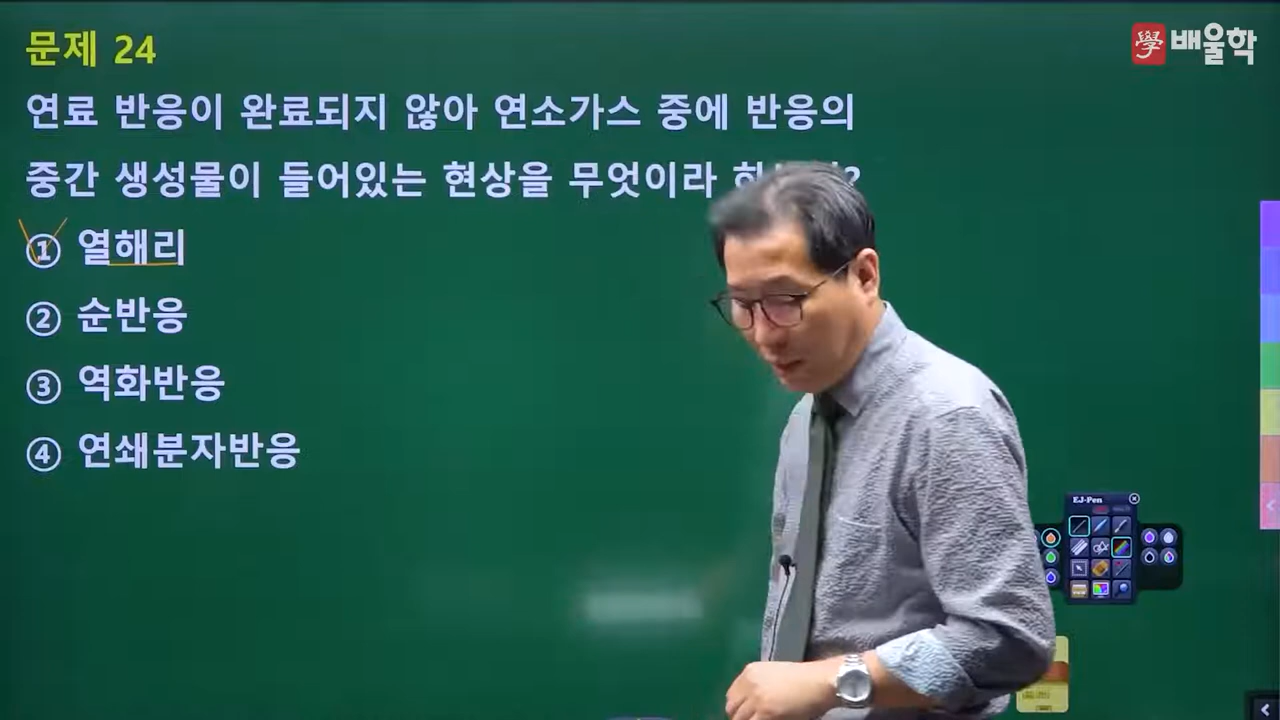 문제 24
學 배울학
연료 반응이 완료되지 않아 연소가스 중에 반응의
중간 생성물이 들어있는 현상을 무엇이라 ?
① 열해리
② 순반응
③ 역화반응
④ 연쇄분자반응
EJ-Pen